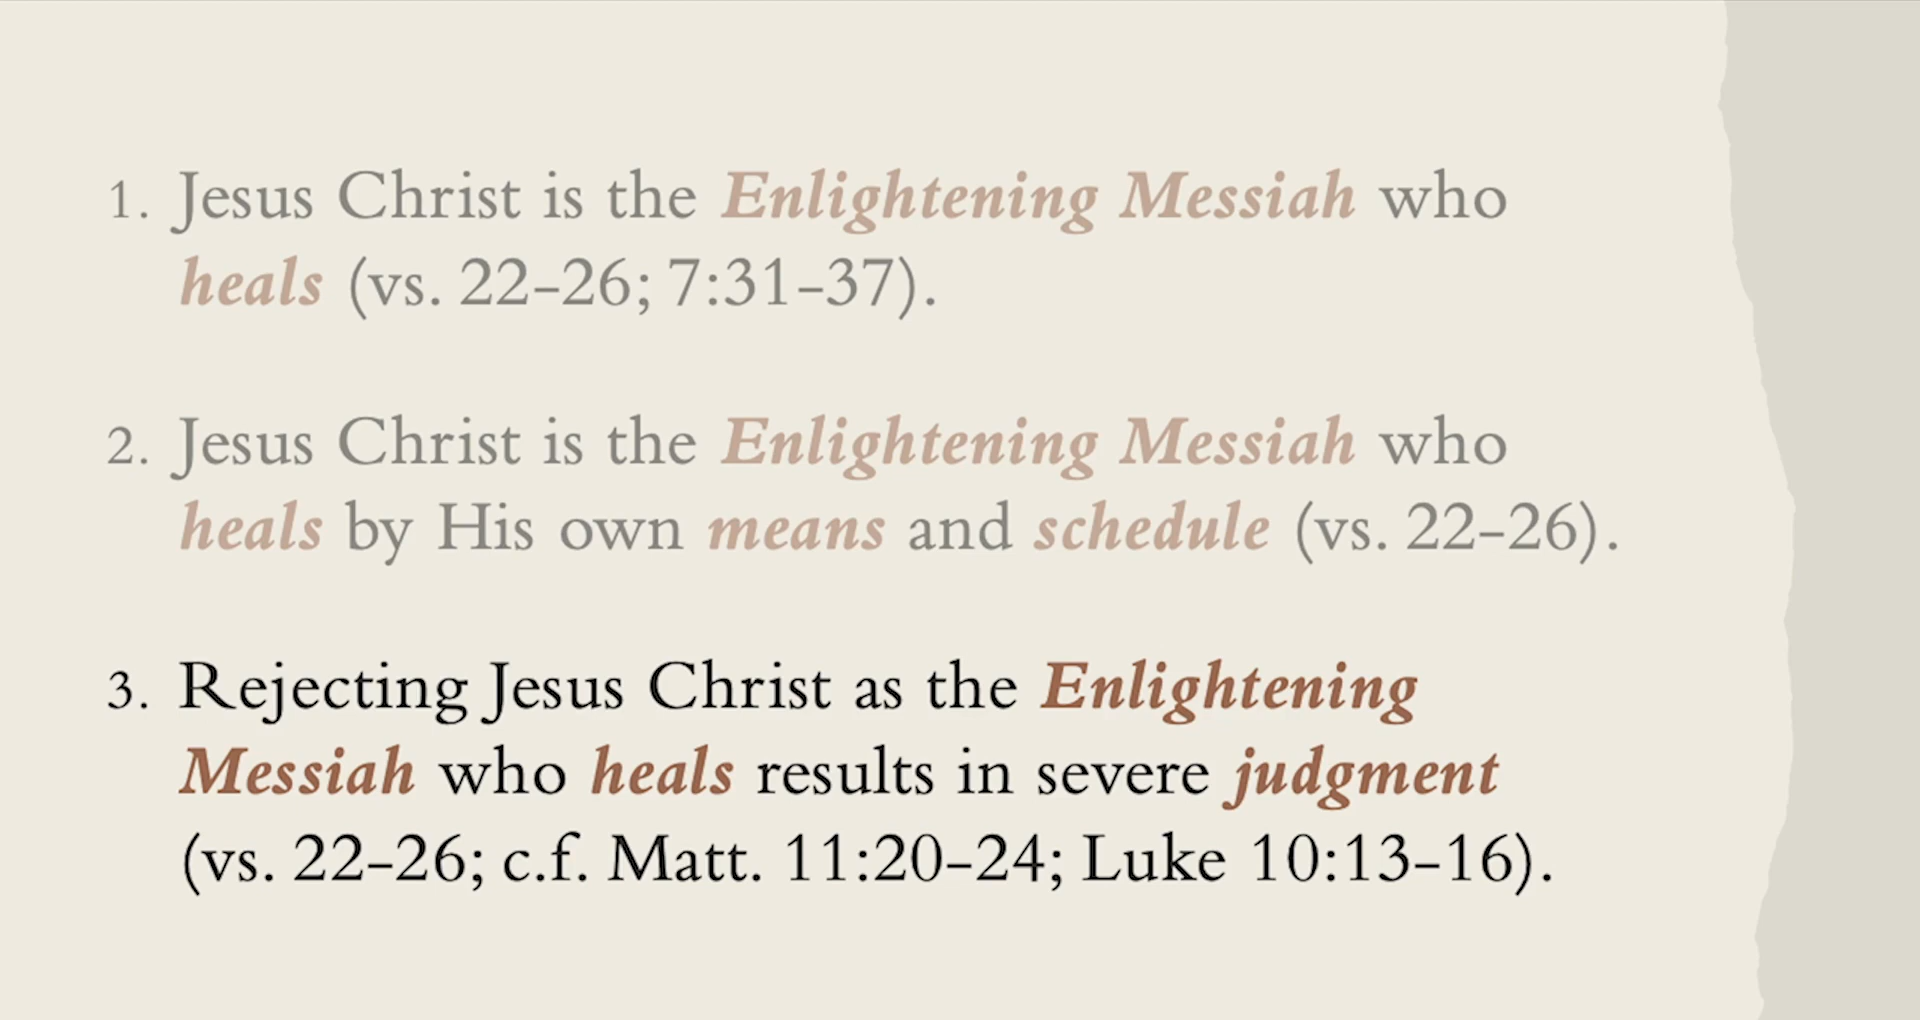 1. Jesus Christ is the Enlightening Messiah who
heals (vs. 22–26; 7:31–37).
2. Jesus Christ is the Enlightening Messiah who
heals by His own means and schedule (vs. 22–26).
3. Rejecting Jesus Christ as the Enlightening
Messiah who heals results in severe judgment
(vs. 22–26; c.f. Matt. 11:20–24; Luke 10:13–16).